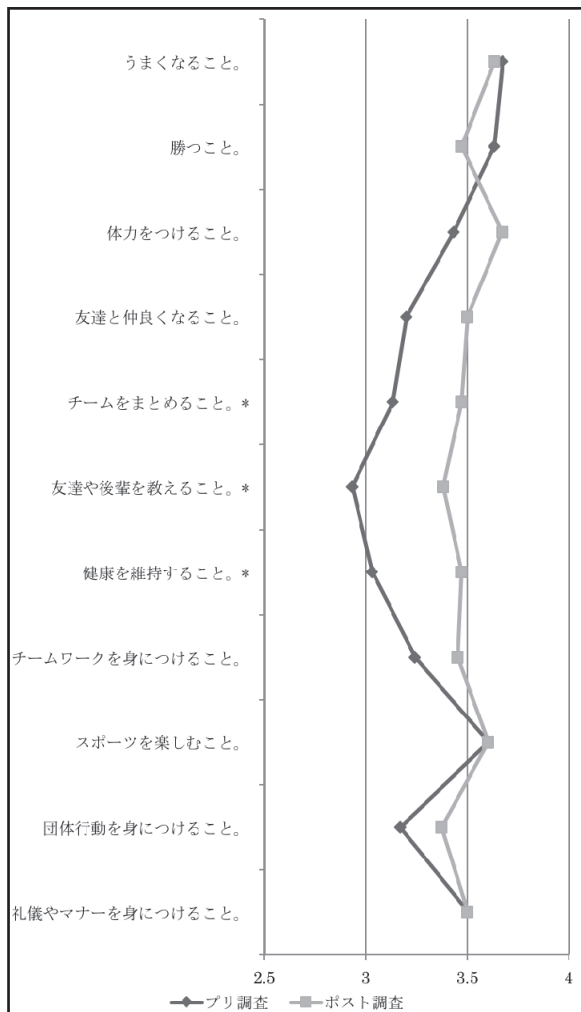 うまくなること。
勝つこと。
体力をつけること。
友達と仲良くなること。
チームをまとめること。*
友達や後輩を教えること。*
健康を維持すること。*
チームワークを身につけること。
スポーツを楽しむこと。
団体行動を身につけること。
礼儀やマナーを身につけること。
2.5 3 3.5 4
プリ調査 ポスト調査